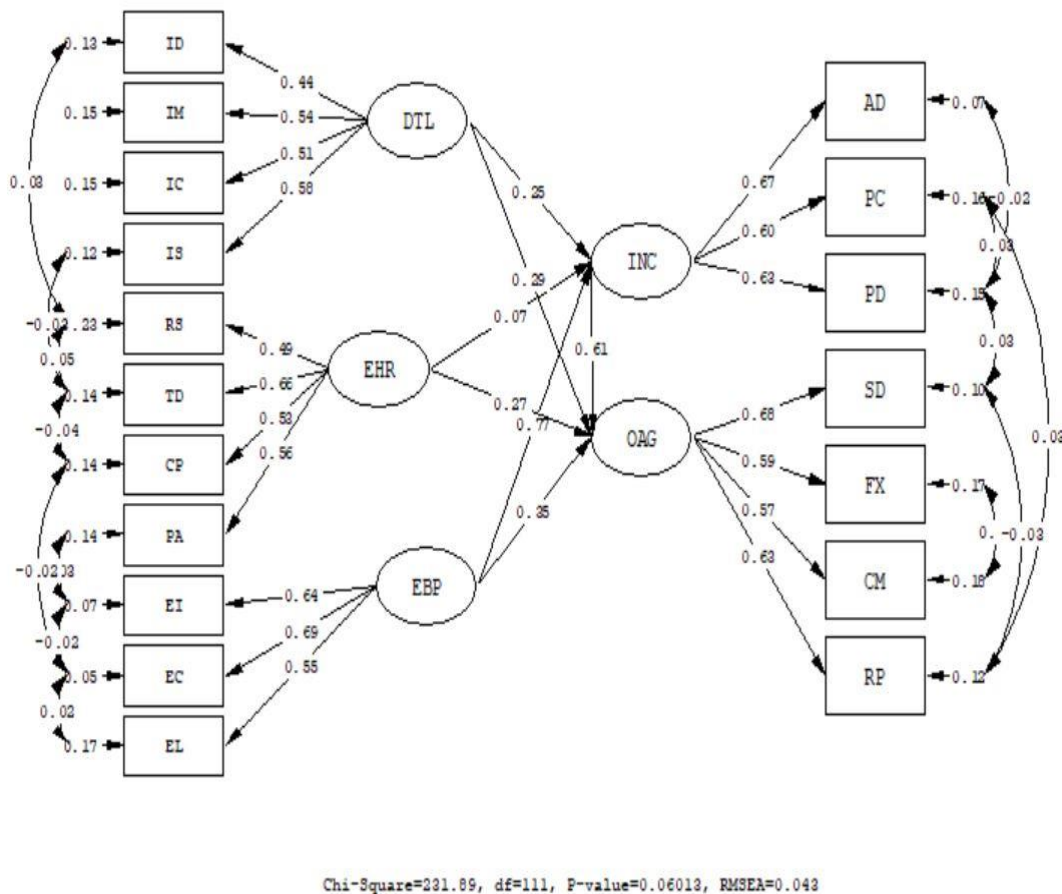 0.13 ID
0.44
DTL
AD 0.07
0.15 IM
0.54
0.51
0.58
0.03
0.15 IC
0.25
0.67
PC
-0.02
0.60
0.03
0.12 IS
INC
0.29
0.63
PD
RS
0.07
0.05
0.49
EHR
0.61
0.03
0.14 TD
0.66
SD 0.10
-0.04
0.27
0.77
OAG
0.68
0.03
0.14 CP
0.53
0.56
0.59
FX 0.17
0.14 PA
0.35
0.57
-0.03
0.63
0.07 EI
0.64
EBP
CM
-0.02
0.69
0.05 EC
0.55
RP 0.12
0.02
0.17 EL
Chi-Square=231.89, df=111, P-value=0.06013, RMSEA=0.043